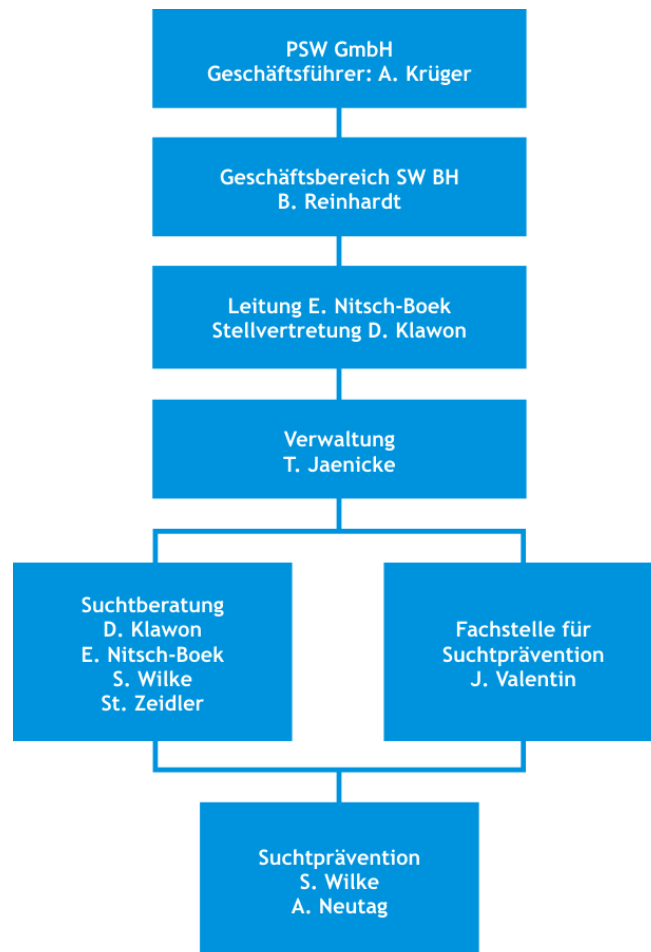 PSW GmbH
Geschäftsführer: A. Krüger
Geschäftsbereich SW BH
B. Reinhardt
Leitung E. Nitsch-Boek
Stellvertretung D. Klawon
Verwaltung
T. Jaenicke
Suchtberatung
D. Klawon
E. Nitsch-Boek
S. Wilke
St. Zeidler
Fachstelle für
Suchtprävention
J. Valentin
Suchtprävention
S. Wilke
A. Neutag